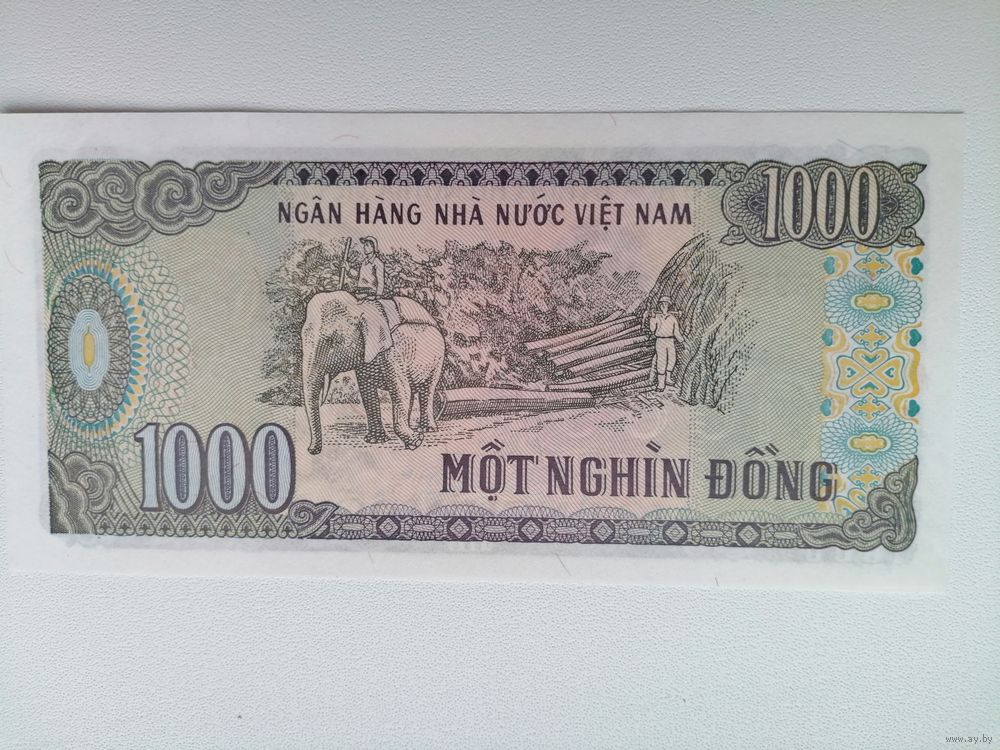 NGÂN HÀNG NHÀ NƯỚC VIỆT NAM
1000
1000
MỘT NGHÌN ĐỒNG
www.ay.by